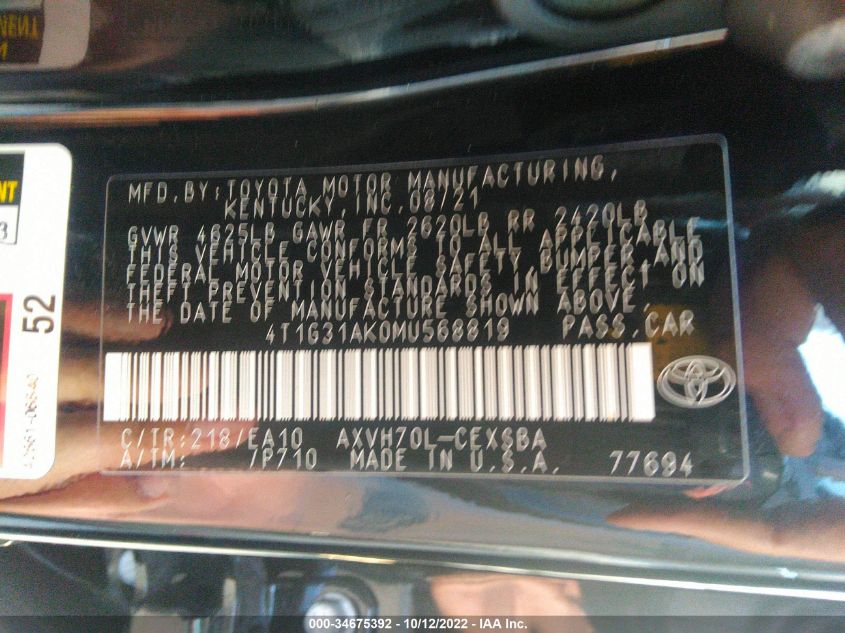 MFD. BY: TOYOTA MOTOR MANUFACTURING,
KENTUCKY, INC. 08/21
GVWR 4625LB GAWR FR 2620LB RR 2420LB
THIS VEHICLE CONFORMS TO ALL APPLICABLE
FEDERAL MOTOR VEHICLE SAFETY, BUMPER AND
THEFT PREVENTION STANDARDS IN EFFECT ON
THE DATE OF MANUFACTURE SHOWN ABOVE.
4T1G31AK0MU568819 PASS. CAR
C/TR: 218/EA10 AXVH70L-CEXSBA
A/TM: 7P710 MADE IN U.S.A. 77694
52
000-34675392 - 10/12/2022 - IAA Inc.